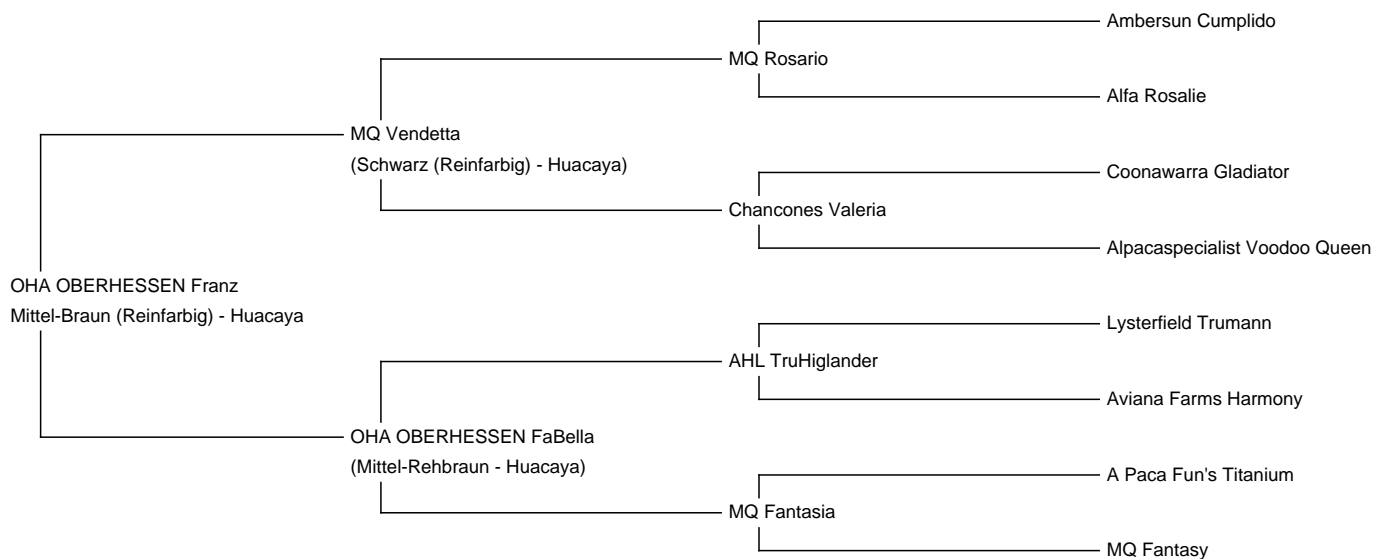 Ambersun Cumplido
MQ Rosario
Alfa Rosalie
MQ Vendetta
(Schwarz (Reinfarbig) - Huacaya)
Coonawarra Gladiator
Chancones Valeria
Alpacaspecialist Voodoo Queen
OHA OBERHESSEN Franz
Mittel-Braun (Reinfarbig) - Huacaya
Lysterfield Trumann
AHL TruHiglander
Aviana Farms Harmony
OHA OBERHESSEN FaBella
(Mittel-Rehbraun - Huacaya)
A Paca Fun's Titanium
MQ Fantasia
MQ Fantasy